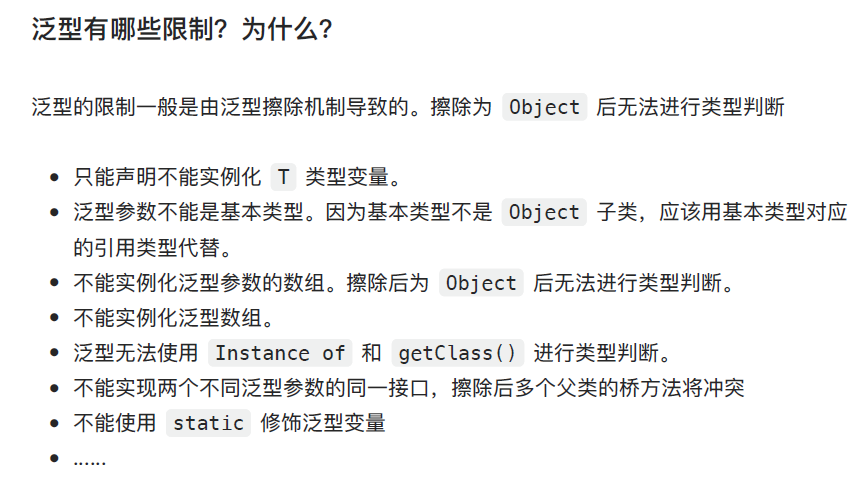 泛型有哪些限制？为什么？
泛型的限制一般是由泛型擦除机制导致的。擦除为 Object 后无法进行类型判断
• 只能声明不能实例化 T 类型变量。
• 泛型参数不能是基本类型。因为基本类型不是 Object 子类，应该用基本类型对应
的引用类型代替。
• 不能实例化泛型参数的数组。擦除后为 Object 后无法进行类型判断。
• 不能实例化泛型数组。
• 泛型无法使用 Instance of 和 getClass() 进行类型判断。
• 不能实现两个不同泛型参数的同一接口，擦除后多个父类的桥方法将冲突
• 不能使用 static 修饰泛型变量
• ......